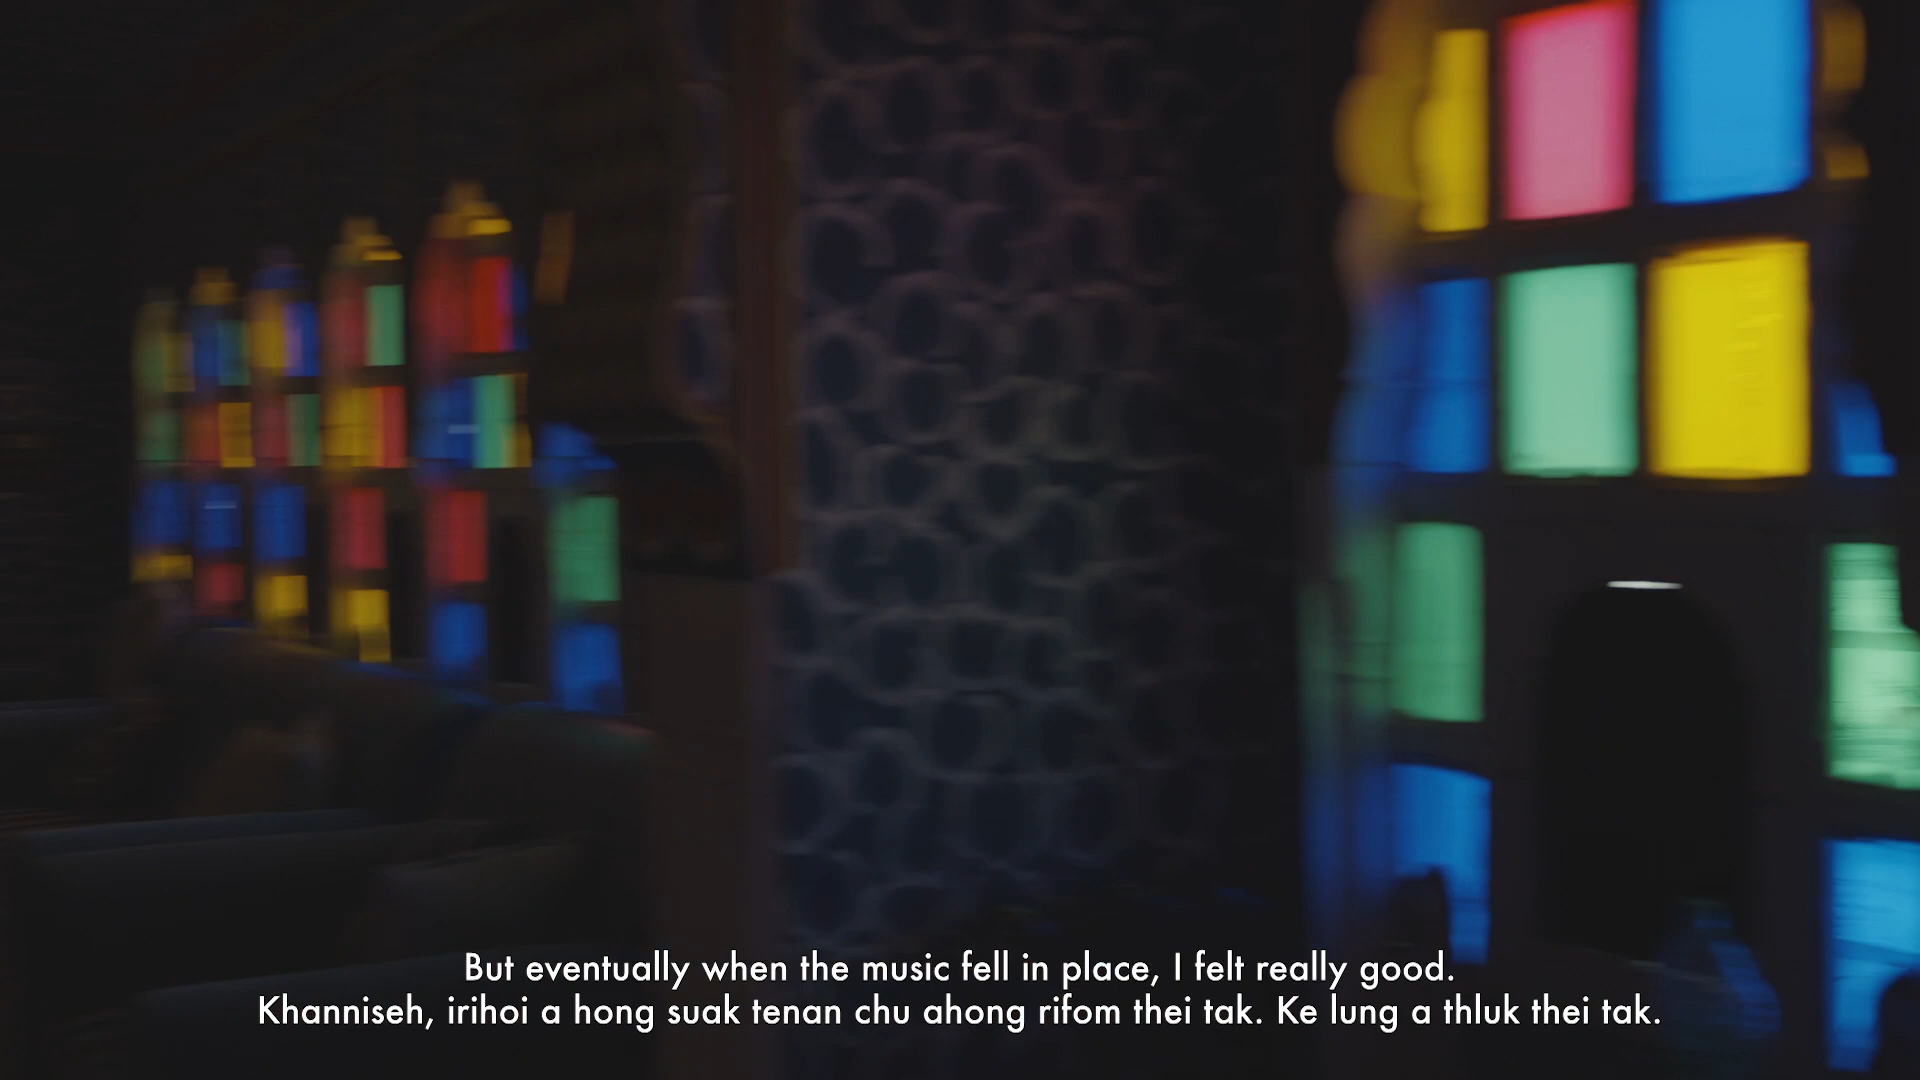 But eventually when the music fell in place, I felt really good.
Khanniseh, irihoi a hong suak tenan chu ahong rifom thei tak. Ke lung a thluk thei tak.